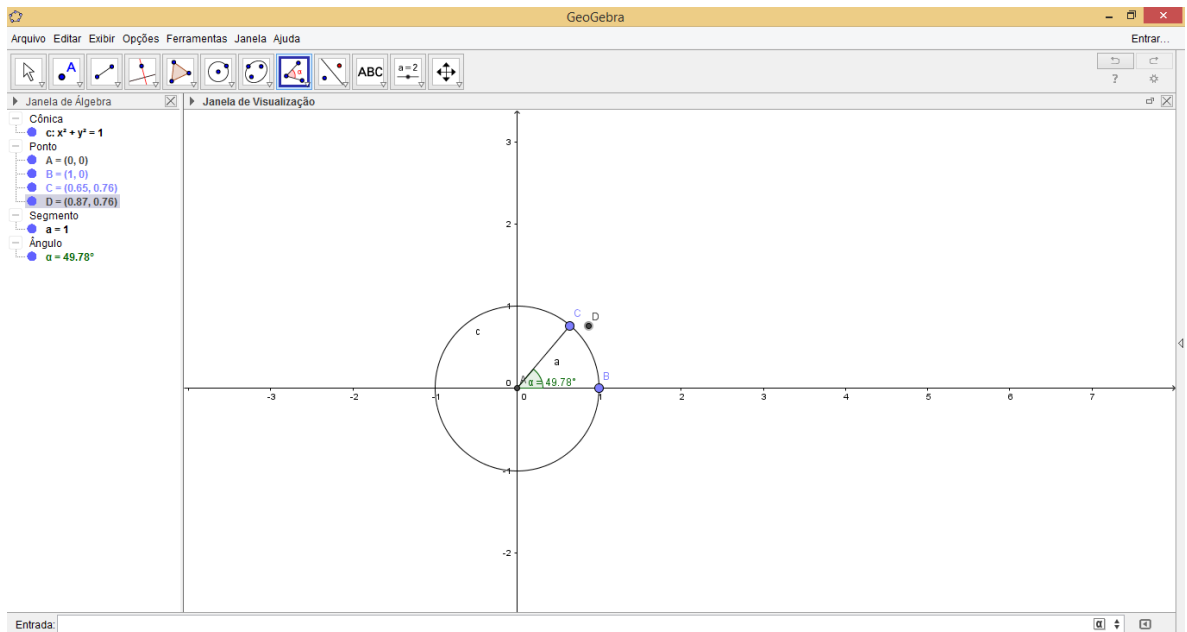 GeoGebra
Arquivo Editar Exibir Opções Ferramentas Janela Ajuda
Entrar...
A
α
ABC
a=2
?
Janela de Álgebra
Janela de Visualização
Cônica
c: x² + y² = 1
Ponto
A = (0, 0)
B = (1, 0)
C = (0.65, 0.76)
D = (0.87, 0.76)
Segmento
a = 1
Ângulo
α = 49.78°
3
2
1
C
D
c
a
0
A
α = 49.78°
B
-3
-2
-1
0
1
2
3
4
5
6
7
-1
-2
Entrada:
α